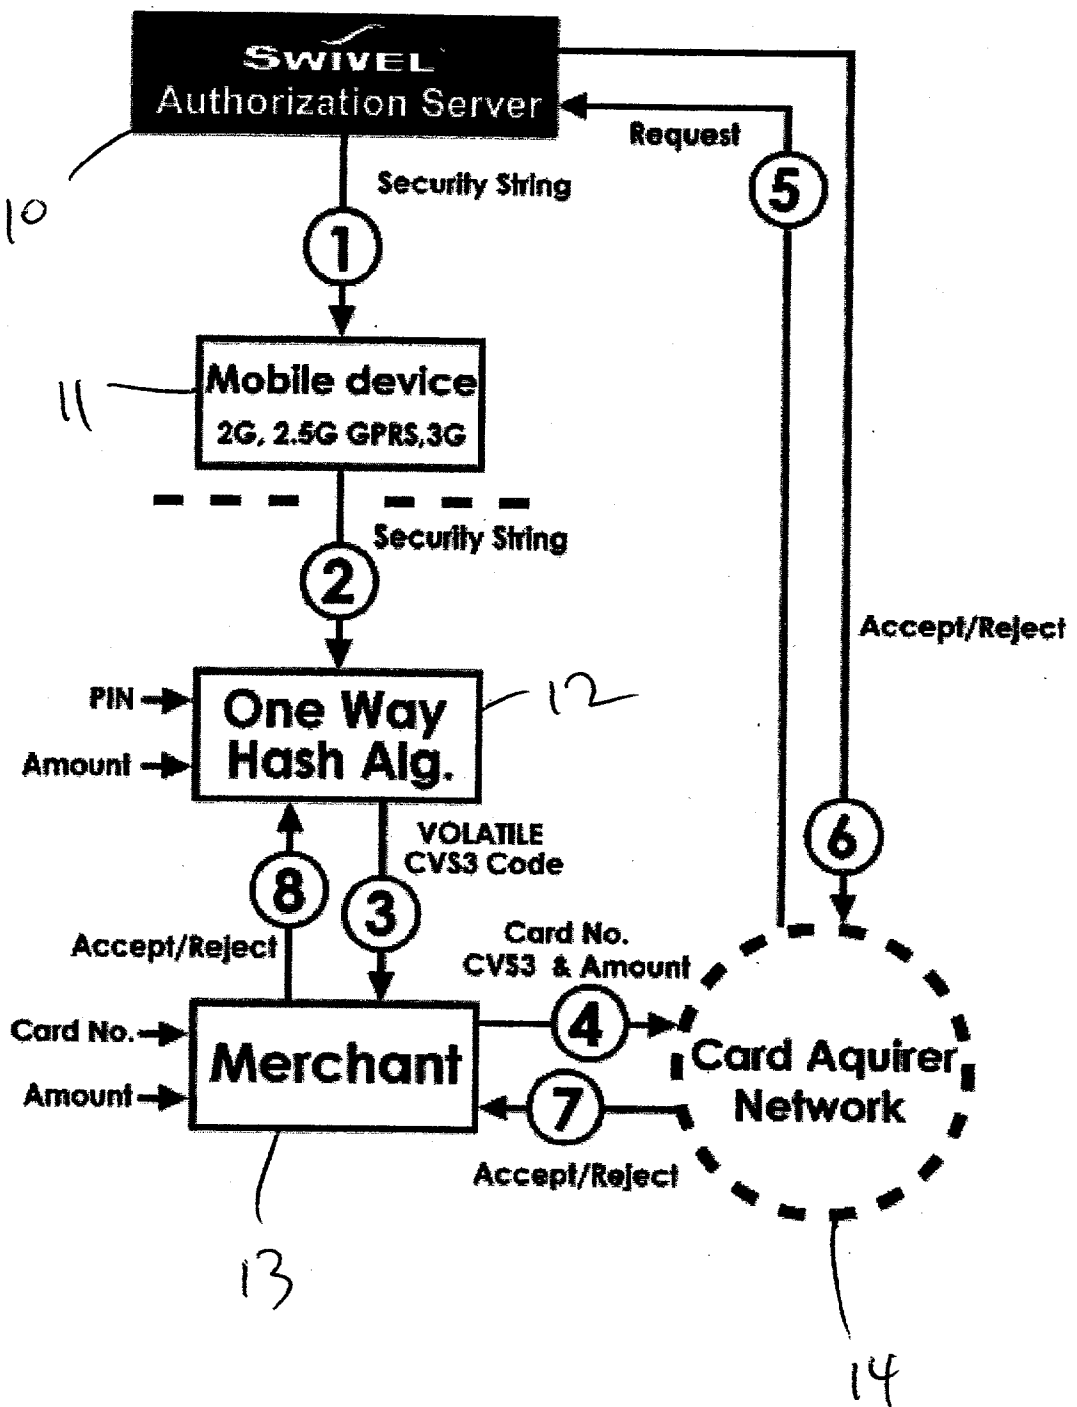 SWIVEL
Authorization Server
Request
5
Security String
10
1
Mobile device
2G, 2.5G GPRS,3G
11
Security String
2
Accept/Reject
PIN
One Way
Hash Alg.
12
Amount
VOLATILE
CVS3 Code
6
8
3
Accept/Reject
Card No.
CVS3 & Amount
4
Card No.
Merchant
Amount
Card Aquirer
Network
7
Accept/Reject
13
14